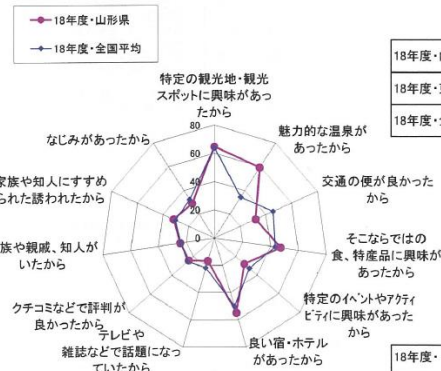 18年度・山形県
18年度・全国平均
特定の観光地・観光
スポットに興味があっ
たから
魅力的な温泉が
あったから
交通の便が良かった
から
そこならではの
食、特産品に興味が
あったから
特定のイベントやアクティ
ビティに興味があった
から
良い宿・ホテル
があったから
テレビや
雑誌などで話題になっ
ていたから
クチコミなどで評判が
良かったから
族や親戚、知人が
いたから
家族や知人にすすめ
られた誘われたから
なじみがあったから
80
60
40
20
0
18年度・
18年度・
18年度・
18年度・